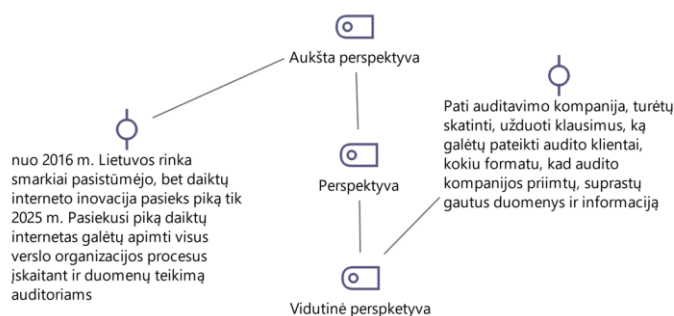 Aukšta perspektyva
nuo 2016 m. Lietuvos rinka
smarkiai pasistūmėjo, bet daiktų
interneto inovacija pasieks piką tik
2025 m. Pasiekusi piką daiktų
internetas galėtų apimti visus
verslo organizacijos procesus
įskaitant ir duomenų teikimą
auditoriams
Perspektyva
Pati auditavimo kompanija, turėtų
skatinti, užduoti klausimus, ką
galėtų pateikti audito klientai,
kokiu formatu, kad audito
kompanijos priimtų, suprastų
gautus duomenys ir informaciją
Vidutinė perspketyva